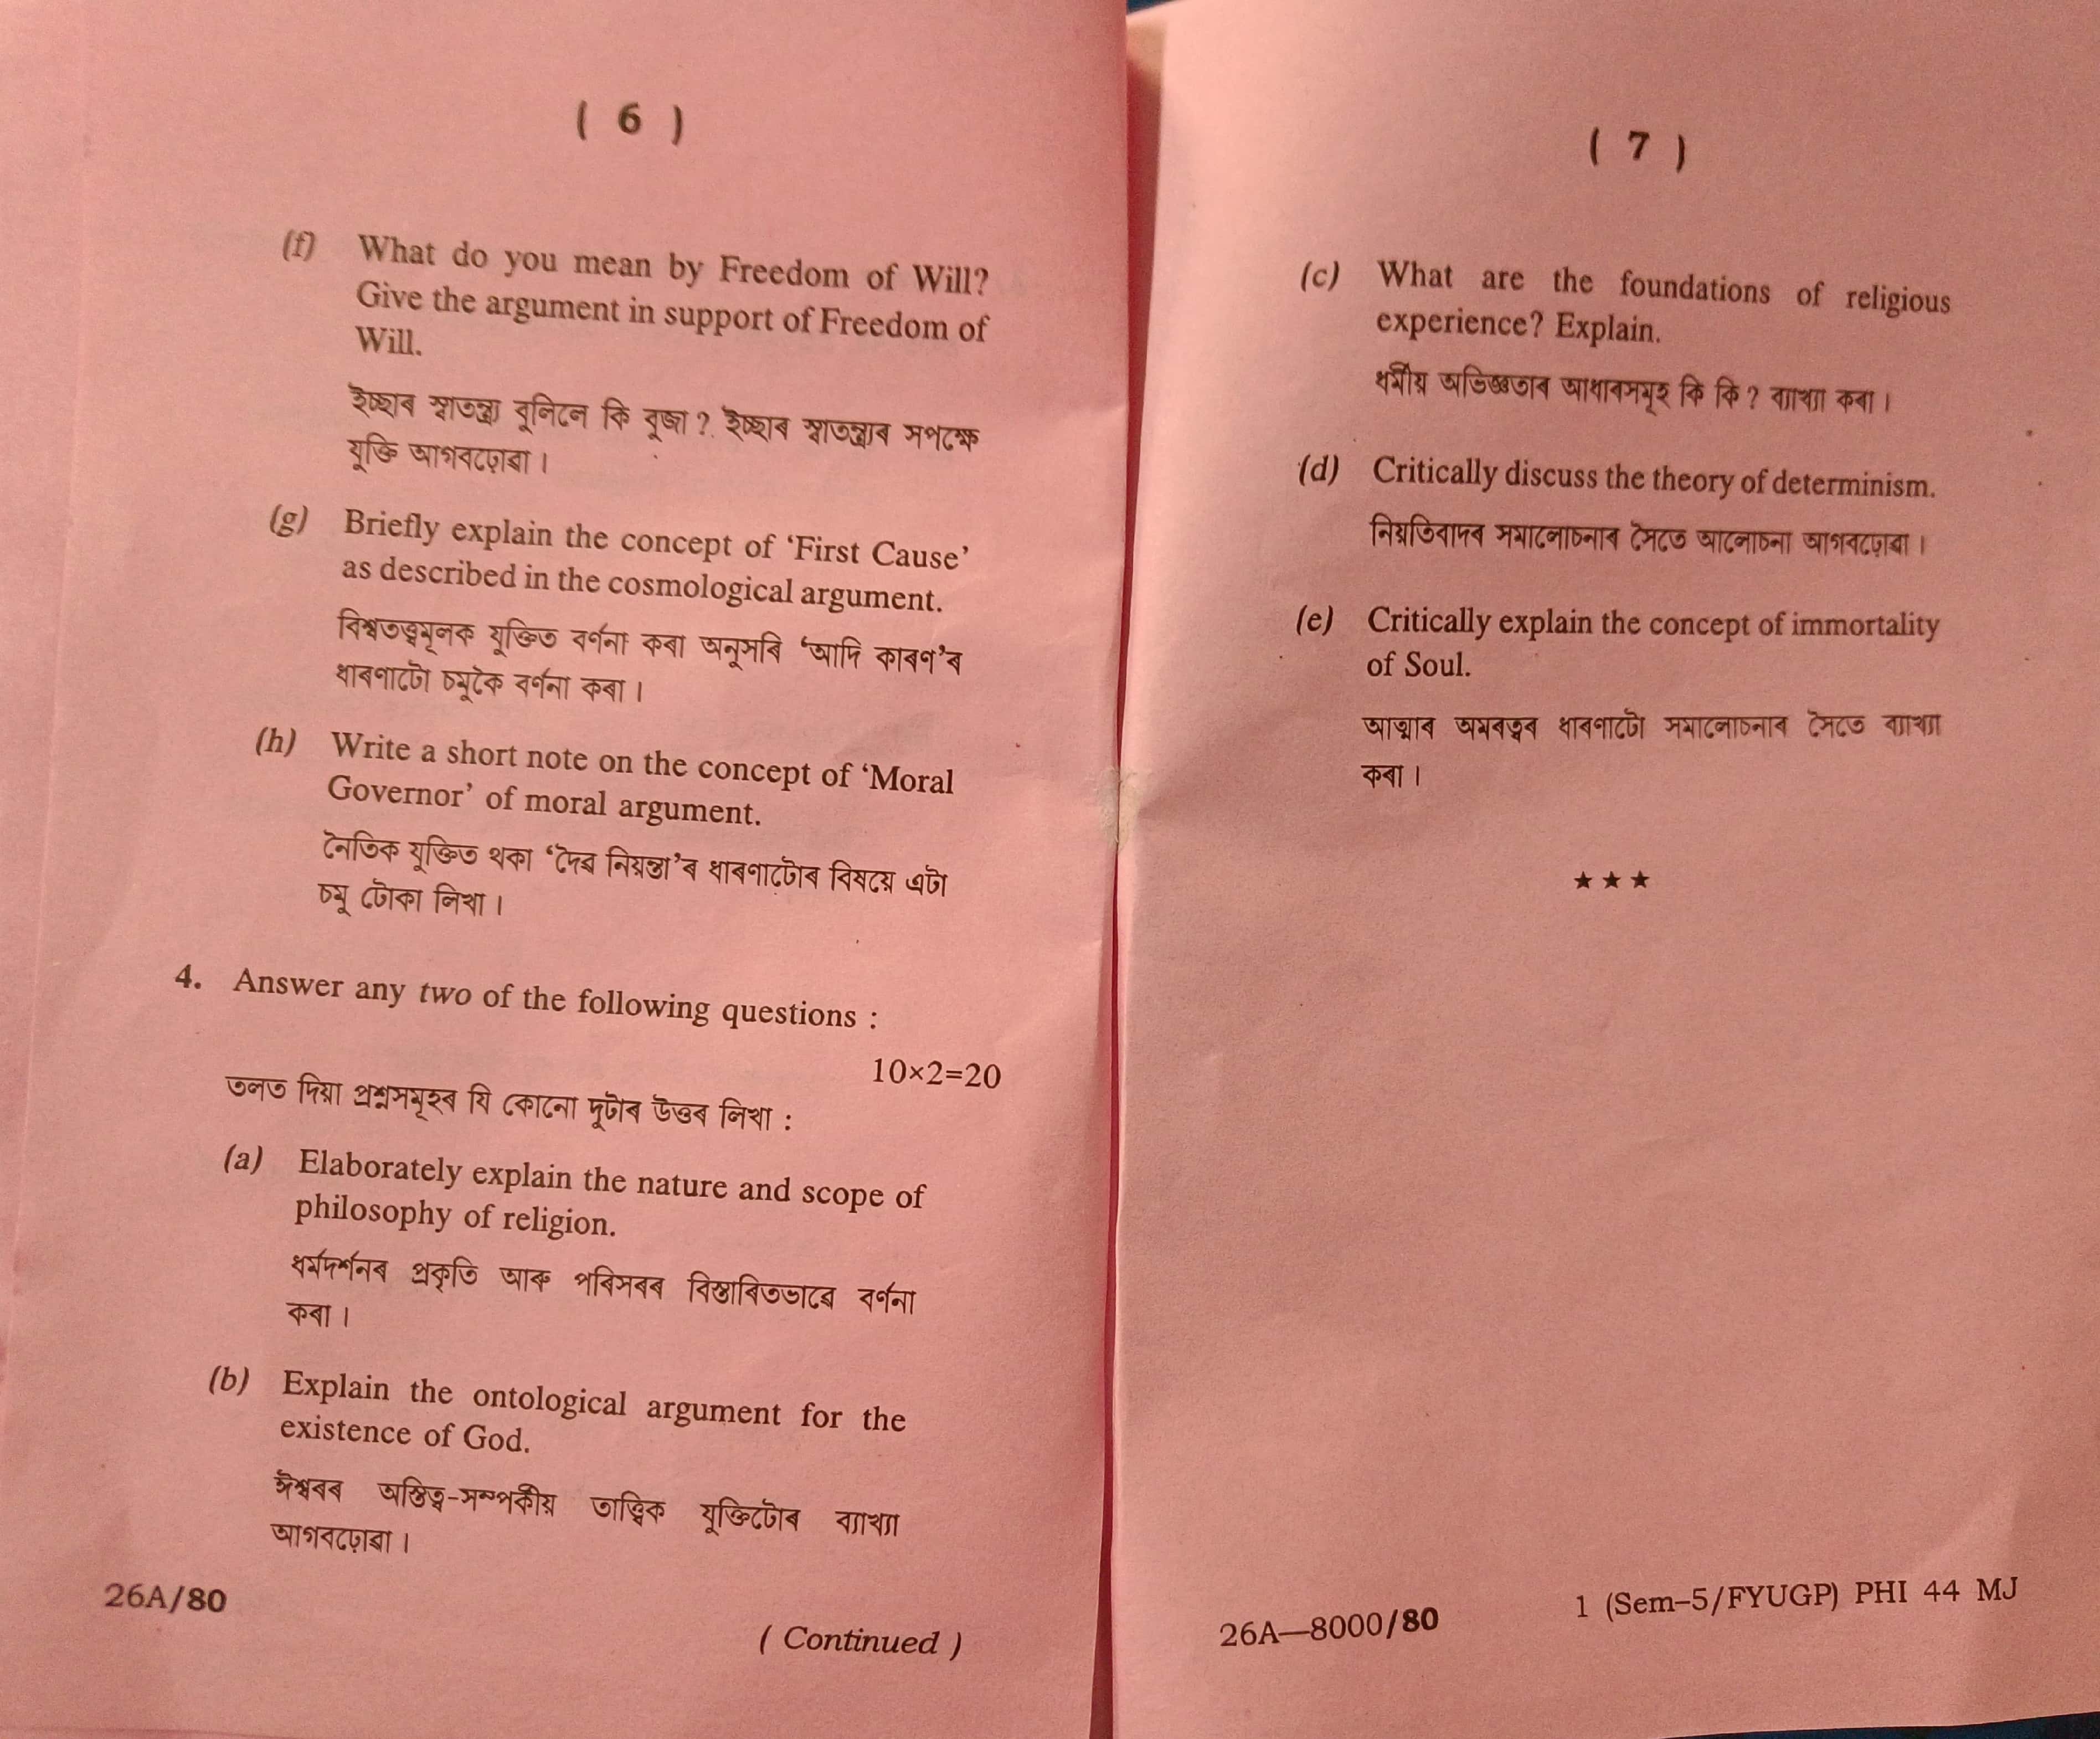 ( 6 )
(f) What do you mean by Freedom of Will?
Give the argument in support of Freedom of
Will.
ইচ্ছাৰ স্বাতন্ত্ৰ্য বুলিলে কি বুজা ? ইচ্ছাৰ স্বাতন্ত্ৰ্যৰ সপক্ষে
যুক্তি আগবঢ়োৱা ।
(g) Briefly explain the concept of ‘First Cause’
as described in the cosmological argument.
বিশ্বতত্ত্বমূলক যুক্তিত বৰ্ণনা কৰা অনুসৰি ‘আদি কাৰণ’ৰ
ধাৰণাটো চমুকৈ বৰ্ণনা কৰা ।
(h) Write a short note on the concept of ‘Moral
Governor’ of moral argument.
নৈতিক যুক্তিত থকা ‘দৈৱ নিয়ন্তা’ৰ ধাৰণাটোৰ বিষয়ে এটা
চমু টোকা লিখা ।
4. Answer any two of the following questions :
10×2=20
তলত দিয়া প্ৰশ্নসমূহৰ যি কোনো দুটাৰ উত্তৰ লিখা :
(a) Elaborately explain the nature and scope of
philosophy of religion.
ধৰ্মদৰ্শনৰ প্ৰকৃতি আৰু পৰিসৰৰ বিস্তাৰিতভাৱে বৰ্ণনা
কৰা ।
(b) Explain the ontological argument for the
existence of God.
ঈশ্বৰৰ অস্তিত্ব-সম্পৰ্কীয় তাত্ত্বিক যুক্তিটোৰ ব্যাখ্যা
আগবঢ়োৱা ।
26A/80
( Continued )
( 7 )
(c) What are the foundations of religious
experience? Explain.
ধৰ্মীয় অভিজ্ঞতাৰ আধাৰসমূহ কি কি ? ব্যাখ্যা কৰা ।
(d) Critically discuss the theory of determinism.
নিয়তিবাদৰ সমালোচনাৰ সৈতে আলোচনা আগবঢ়োৱা ।
(e) Critically explain the concept of immortality
of Soul.
আত্মাৰ অমৰত্বৰ ধাৰণাটো সমালোচনাৰ সৈতে ব্যাখ্যা
কৰা ।
★ ★ ★
26A—8000/80
1 (Sem–5/FYUGP) PHI 44 MJ